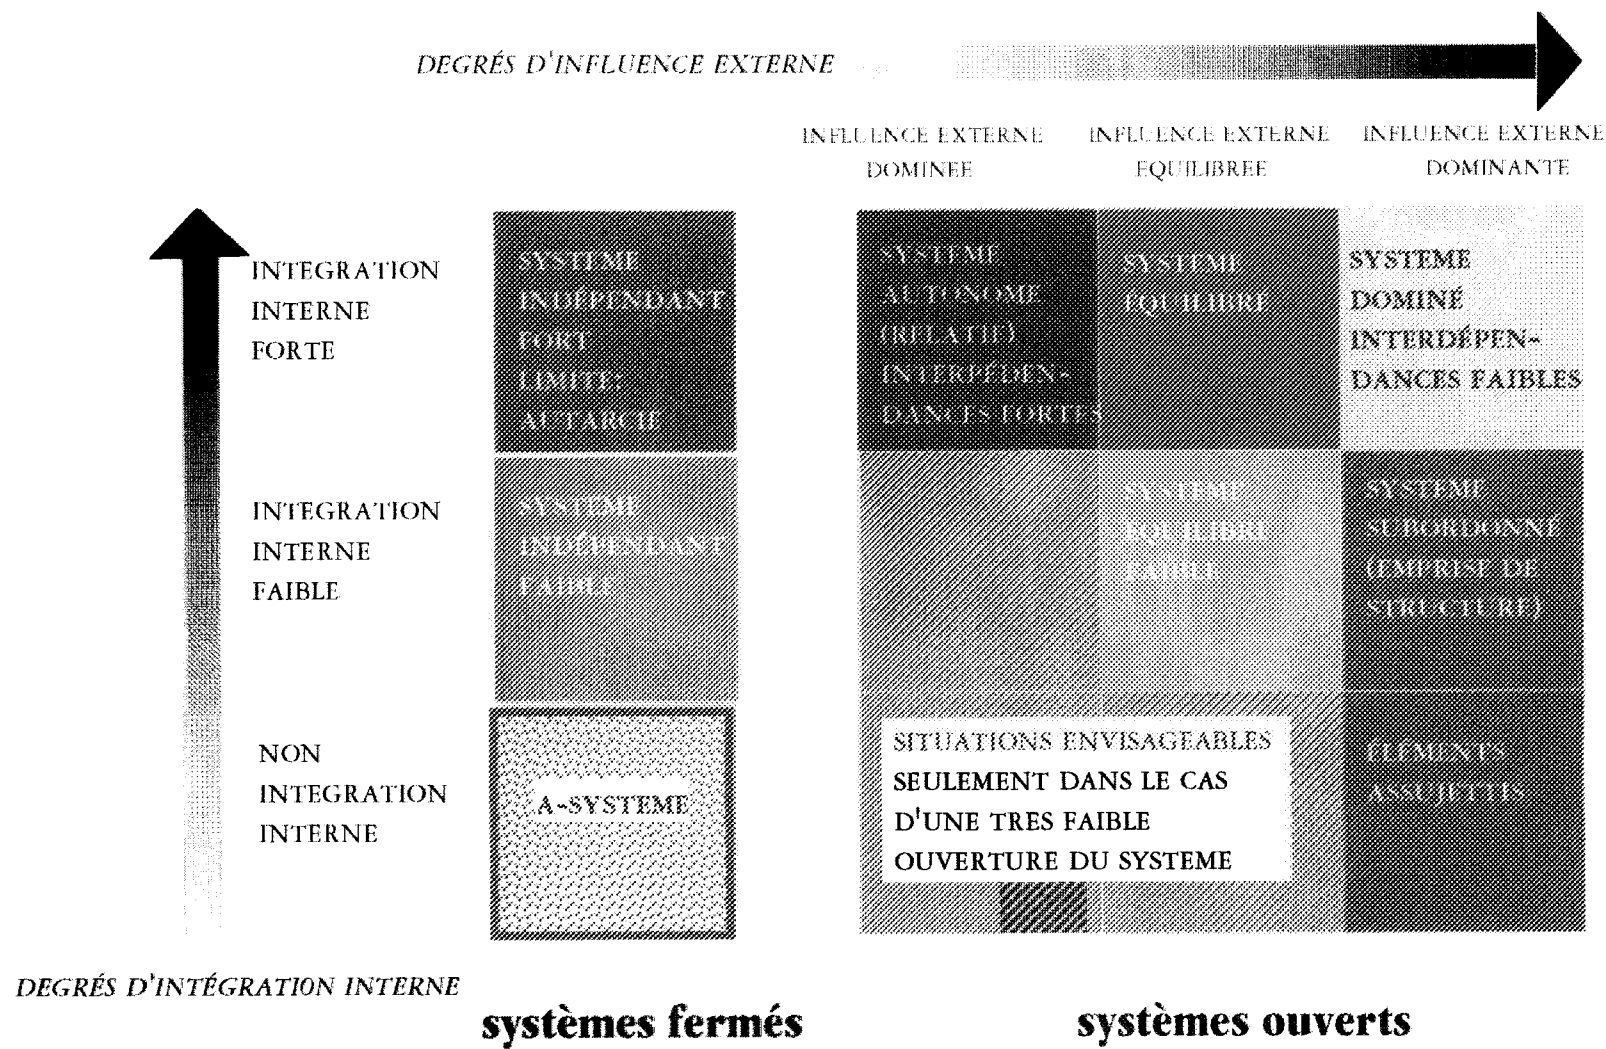 DEGRÉS D'INFLUENCE EXTERNE
INFLUENCE EXTERNE
DOMINEE
INFLUENCE EXTERNE
EQUILIBREE
INFLUENCE EXTERNE
DOMINANTE
INTEGRATION
INTERNE
FORTE
SYSTEME
INDÉPENDANT
FORT
LIMITE:
AUTARCIE
SYSTEME
AUTONOME
(RELATIF)
INTERPÉDEN-
DANCES FORTES
SYSTEME
EQUILIBRE
SYSTEME
DOMINÉ
INTERDÉPEN-
DANCES FAIBLES
INTEGRATION
INTERNE
FAIBLE
SYSTEME
INDÉPENDANT
FAIBLE
SYSTEME
EQUILIBRE
FAIBLE
SYSTEME
SUBORDONNÉ
(EMPRISE DE
STRUCTURE)
NON
INTEGRATION
INTERNE
A-SYSTEME
SITUATIONS ENVISAGEABLES
SEULEMENT DANS LE CAS
D'UNE TRES FAIBLE
OUVERTURE DU SYSTEME
ELÉMENTS
ASSUJETTIS
DEGRÉS D'INTÉGRATION INTERNE
systèmes fermés
systèmes ouverts